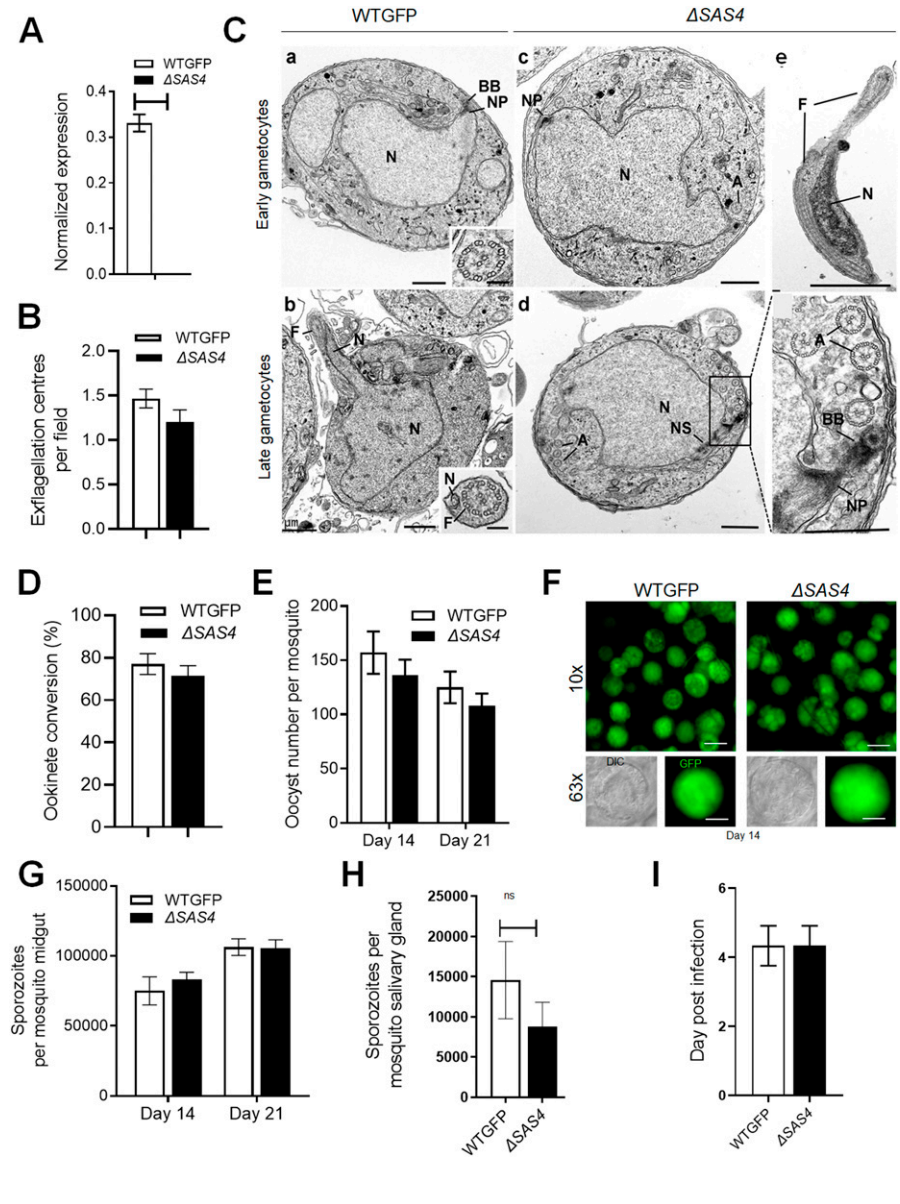 WTGFP
ΔSAS4
A
WTGFP
ΔSAS4
Normalized expression
0.4
0.3
0.2
0.1
0.0
B
WTGFP
ΔSAS4
Exflagellation centres
per field
2.0
1.5
1.0
0.5
0.0
C
Early gametocytes
Late gametocytes
a
BB
NP
N
c
NP
N
A
e
F
N
b
F
N
N
N
F
µm
d
N
NS
A
A
BB
NP
D
WTGFP
ΔSAS4
Ookinete conversion (%)
100
80
60
40
20
0
E
WTGFP
ΔSAS4
Oocyst number per mosquito
200
150
100
50
0
Day 14
Day 21
F
WTGFP
ΔSAS4
10x
63x
DIC
GFP
Day 14
G
WTGFP
ΔSAS4
Sporozoites
per mosquito midgut
150000
100000
50000
0
Day 14
Day 21
H
ns
Sporozoites per
mosquito salivary gland
25000
20000
15000
10000
5000
0
WTGFP
ΔSAS4
I
Day post infection
6
4
2
0
WTGFP
ΔSAS4